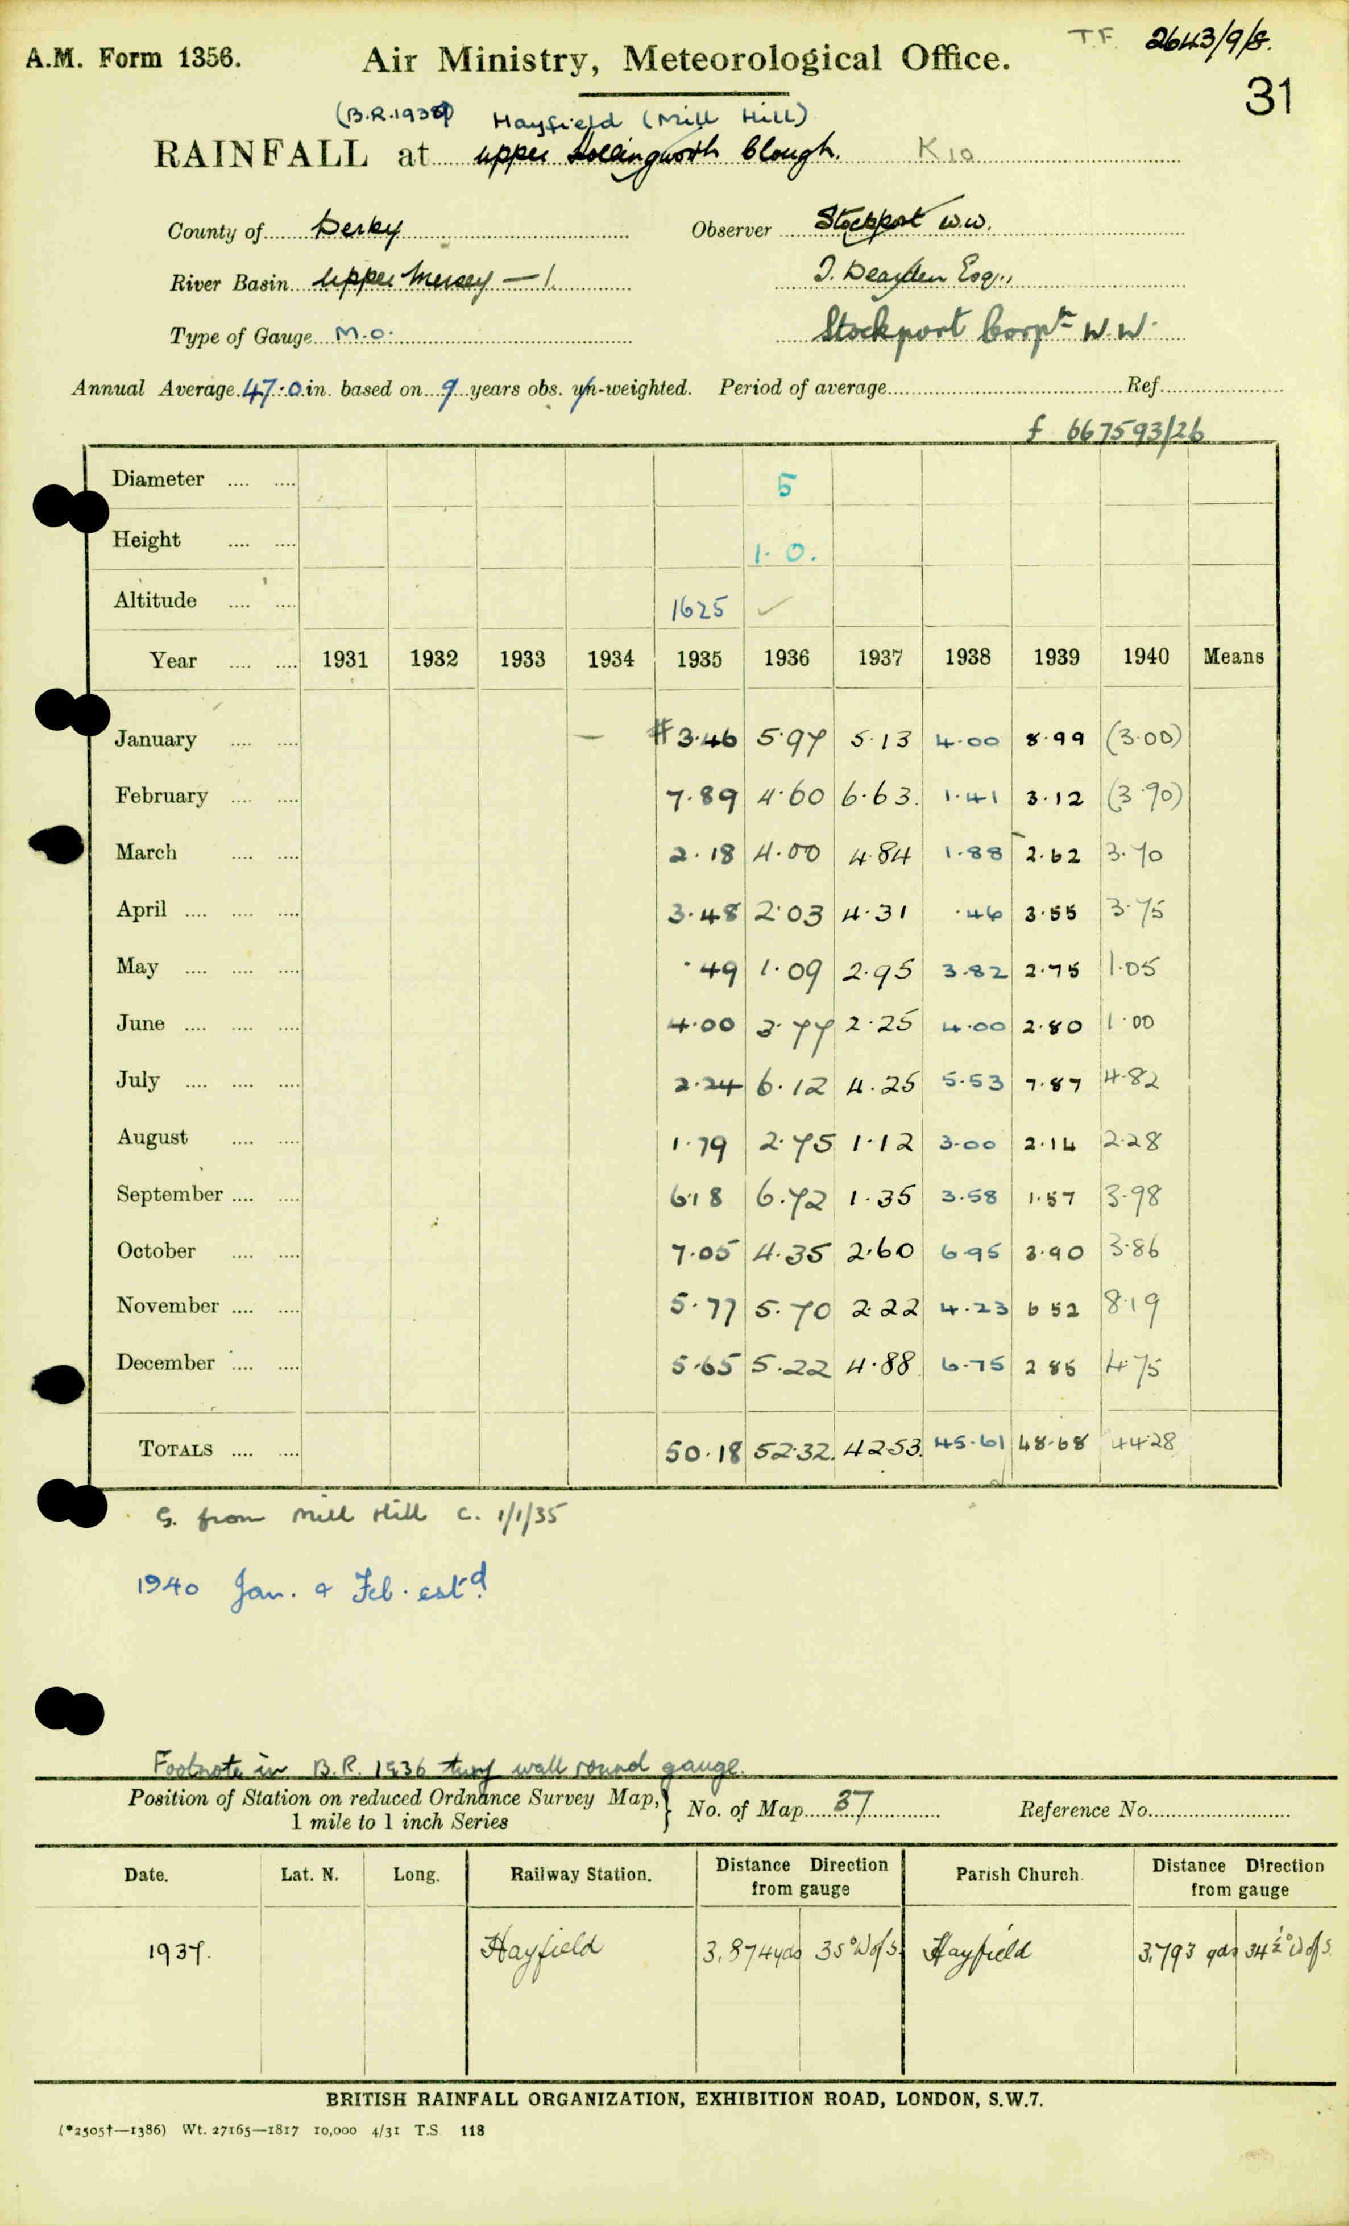 TF 2643/9/8.
A.M. Form 1356. Air Ministry, Meteorological Office.
31
(B.R. 1938) Hayfield (Mill Hill)
RAINFALL at upper Hollingworth Clough. K10
County of Derby Observer Stockport W.W.
River Basin Upper Mersey — 1. J. Dearden Esq.,
Type of Gauge M.O. Stockport Corpn W.W.
Annual Average 47.0 in. based on 9 years obs. un-weighted. Period of average Ref.
f 667593/26
Diameter 5
Height 1. 0.
Altitude 1625 ✓
Year 1931 1932 1933 1934 1935 1936 1937 1938 1939 1940 Means
January — # 3.46 5.97 5.13 4.00 8.99 (3.00)
February 7.89 4.60 6.63 1.41 3.12 (3.90)
March 2.18 4.00 4.84 1.88 2.62 3.70
April 3.48 2.03 4.31 .46 3.55 3.75
May .49 1.09 2.95 3.82 2.75 1.05
June 4.00 3.77 2.25 4.00 2.80 1.00
July 2.24 6.12 4.25 5.53 7.87 4.82
August 1.79 2.75 1.12 3.00 2.14 2.28
September 6.18 6.72 1.35 3.58 1.57 3.98
October 7.05 4.35 2.60 6.95 3.90 3.86
November 5.77 5.70 2.22 4.23 6.52 8.19
December 5.65 5.22 4.88 6.75 2.85 4.75
TOTALS 50.18 52.32 42.53 45.61 48.68 44.28
G. from Mill Hill c. 1/1/35
1940 Jan. & Feb. est'd
Footnote in B.R. 1936 turf wall round gauge.
Position of Station on reduced Ordnance Survey Map, } No. of Map 37 Reference No.
1 mile to 1 inch Series
Date. Lat. N. Long. Railway Station. Distance Direction from gauge Parish Church. Distance Direction from gauge
1937. Hayfield 3,874 yds 35° W of S. Hayfield 3,793 yds 34½° W of S.
BRITISH RAINFALL ORGANIZATION, EXHIBITION ROAD, LONDON, S.W.7.
(*2505†—1386) Wt. 27165—1817 10,000 4/31 T.S. 118